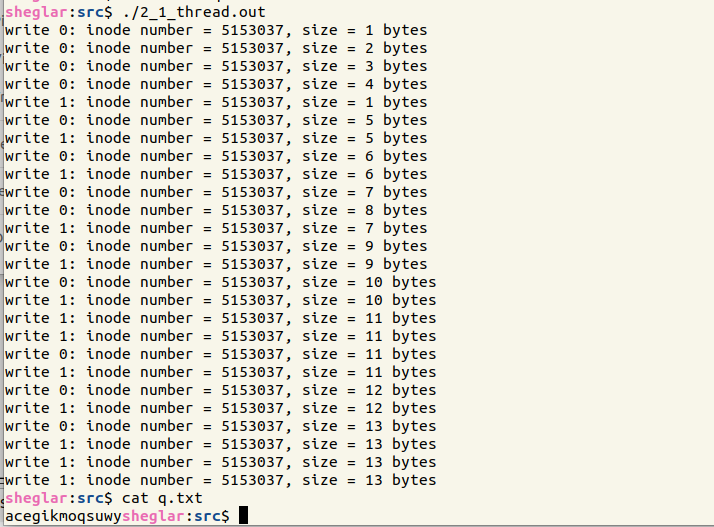 sheglar:src$ ./2_1_thread.out
write 0: inode number = 5153037, size = 1 bytes
write 0: inode number = 5153037, size = 2 bytes
write 0: inode number = 5153037, size = 3 bytes
write 0: inode number = 5153037, size = 4 bytes
write 1: inode number = 5153037, size = 1 bytes
write 0: inode number = 5153037, size = 5 bytes
write 1: inode number = 5153037, size = 5 bytes
write 0: inode number = 5153037, size = 6 bytes
write 1: inode number = 5153037, size = 6 bytes
write 0: inode number = 5153037, size = 7 bytes
write 0: inode number = 5153037, size = 8 bytes
write 1: inode number = 5153037, size = 7 bytes
write 0: inode number = 5153037, size = 9 bytes
write 1: inode number = 5153037, size = 9 bytes
write 0: inode number = 5153037, size = 10 bytes
write 1: inode number = 5153037, size = 10 bytes
write 1: inode number = 5153037, size = 11 bytes
write 1: inode number = 5153037, size = 11 bytes
write 0: inode number = 5153037, size = 11 bytes
write 1: inode number = 5153037, size = 11 bytes
write 0: inode number = 5153037, size = 12 bytes
write 1: inode number = 5153037, size = 12 bytes
write 0: inode number = 5153037, size = 13 bytes
write 1: inode number = 5153037, size = 13 bytes
write 1: inode number = 5153037, size = 13 bytes
write 1: inode number = 5153037, size = 13 bytes
sheglar:src$ cat q.txt
acegikmoqsuwysheglar:src$